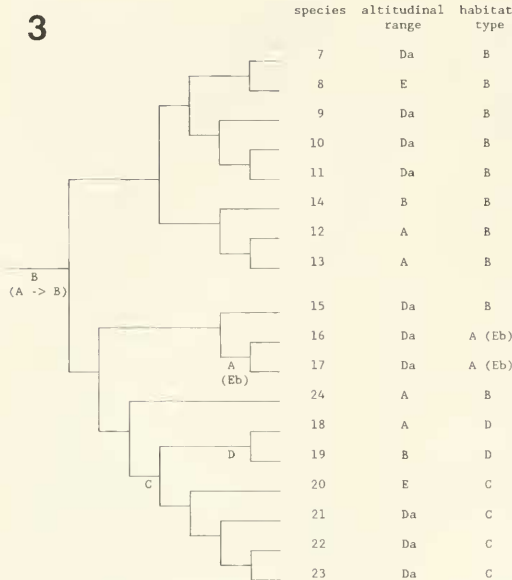 3
species altitudinal habitat
range type
7 Da B
8 E B
9 Da B
10 Da B
11 Da B
14 B B
12 A B
13 A B
B
(A -> B)
15 Da B
16 Da A (Eb)
17 Da A (Eb)
A
(Eb)
24 A B
18 A D
19 B D
D
20 E C
C
21 Da C
22 Da C
23 Da C